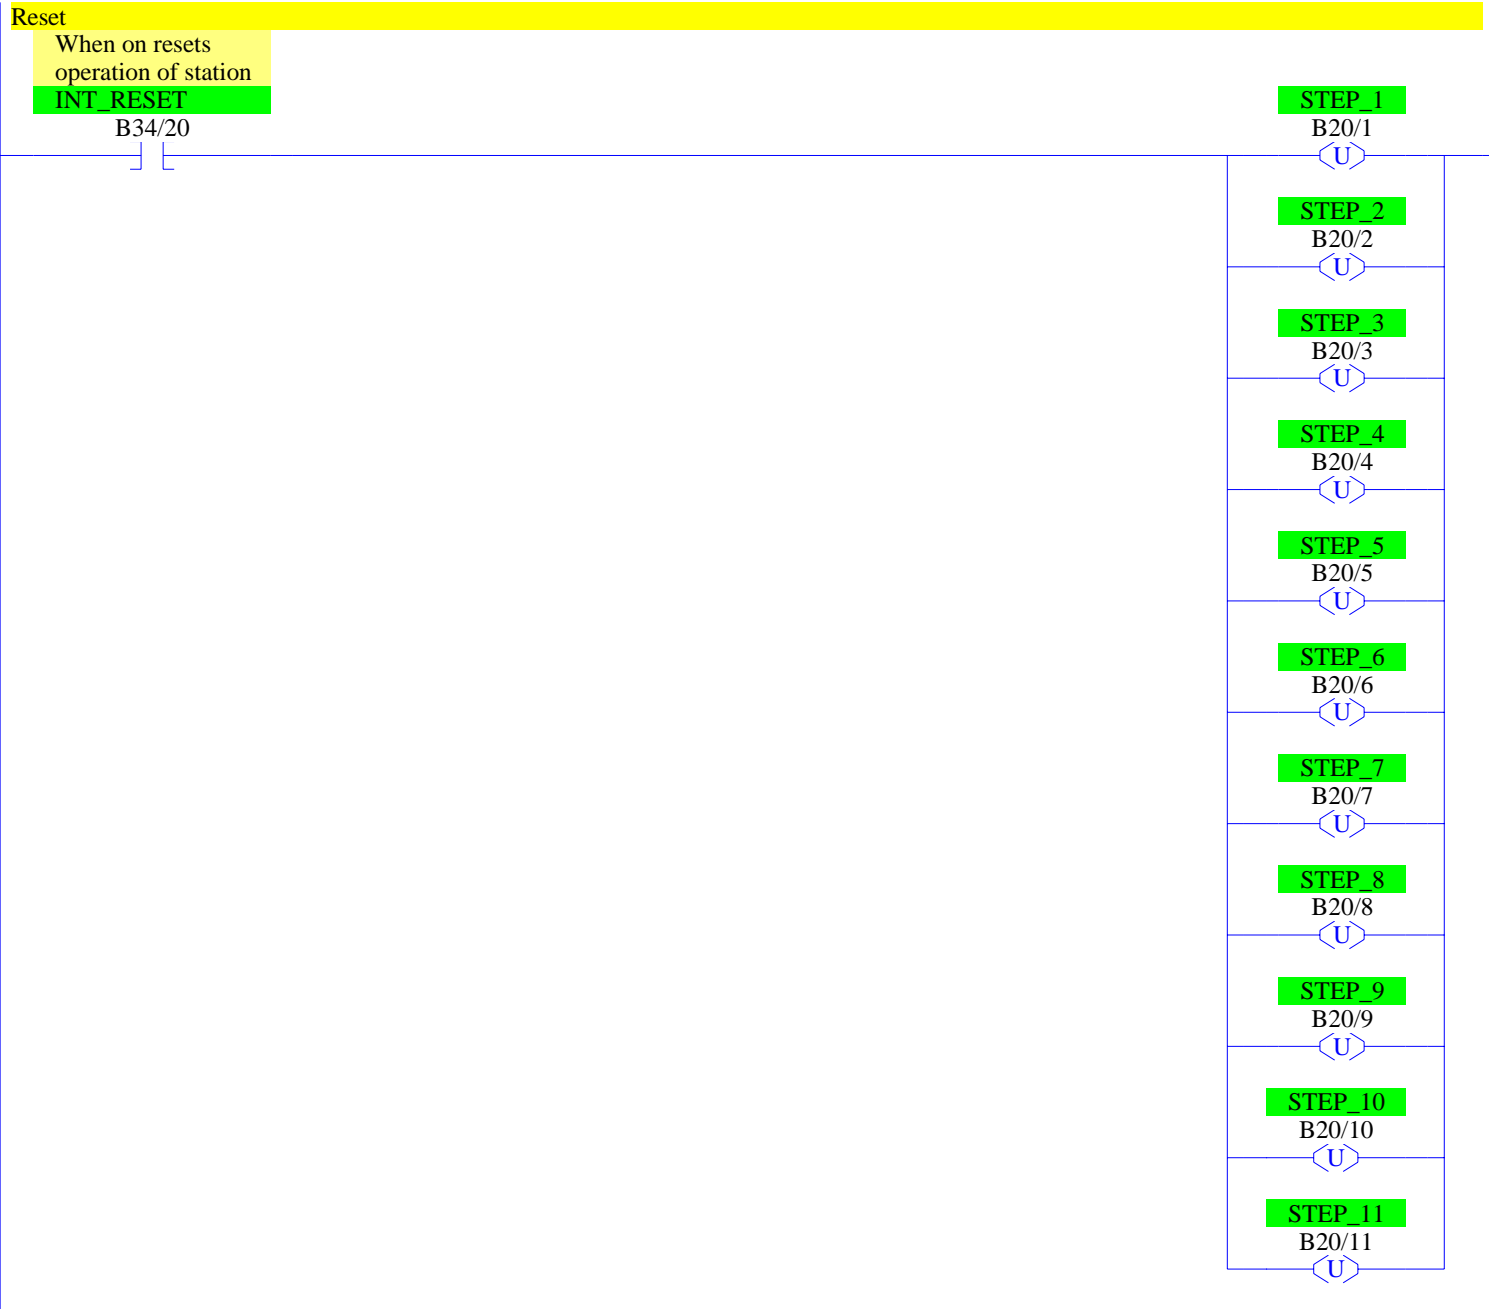 Reset
When on resets
operation of station
INT_RESET
B34/20
STEP_1
B20/1
U
STEP_2
B20/2
U
STEP_3
B20/3
U
STEP_4
B20/4
U
STEP_5
B20/5
U
STEP_6
B20/6
U
STEP_7
B20/7
U
STEP_8
B20/8
U
STEP_9
B20/9
U
STEP_10
B20/10
U
STEP_11
B20/11
U